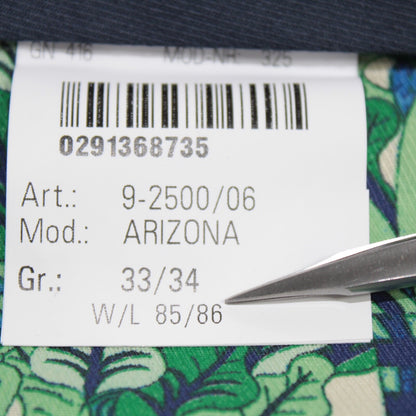 GN 416 MOD-NR. 325
0291368735
Art.: 9-2500/06
Mod.: ARIZONA
Gr.: 33/34
W/L 85/86